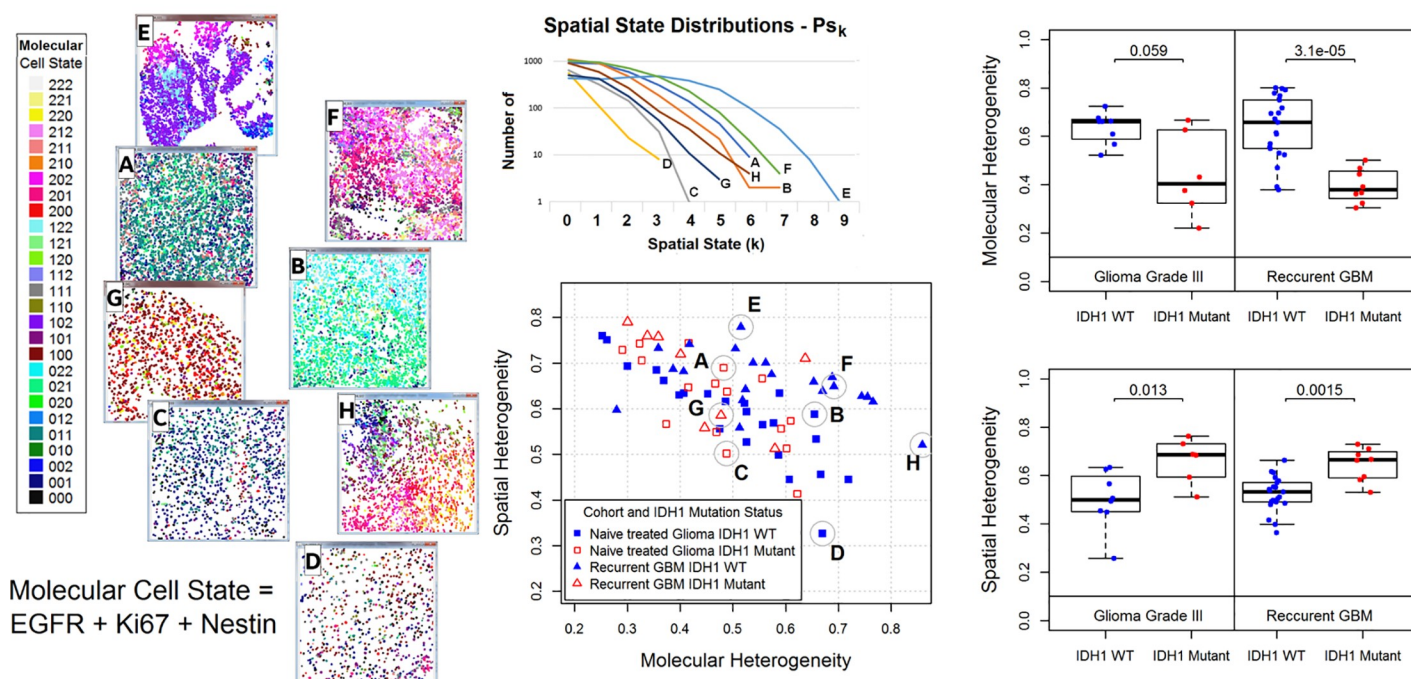 Molecular
Cell State
222
221
220
212
211
210
202
201
200
122
121
120
112
111
110
102
101
100
022
021
020
012
011
010
002
001
000
E
A
G
C
F
B
H
D
Molecular Cell State =
EGFR + Ki67 + Nestin
Spatial State Distributions - Psk
Number of
1000
100
10
1
0 1 2 3 4 5 6 7 8 9
Spatial State (k)
D
C
G
A
H
F
B
E
Spatial Heterogeneity
0.8
0.7
0.6
0.5
0.4
0.3
0.2
0.2 0.3 0.4 0.5 0.6 0.7 0.8
Molecular Heterogeneity
E
A
F
G
B
C
H
D
Cohort and IDH1 Mutation Status
Naive treated Glioma IDH1 WT
Naive treated Glioma IDH1 Mutant
Recurrent GBM IDH1 WT
Recurrent GBM IDH1 Mutant
Molecular Heterogeneity
1.0
0.8
0.6
0.4
0.2
0.0
0.059
3.1e-05
Glioma Grade III
Reccurent GBM
IDH1 WT IDH1 Mutant IDH1 WT IDH1 Mutant
Spatial Heterogeneity
1.0
0.8
0.6
0.4
0.2
0.0
0.013
0.0015
Glioma Grade III
Reccurent GBM
IDH1 WT IDH1 Mutant IDH1 WT IDH1 Mutant